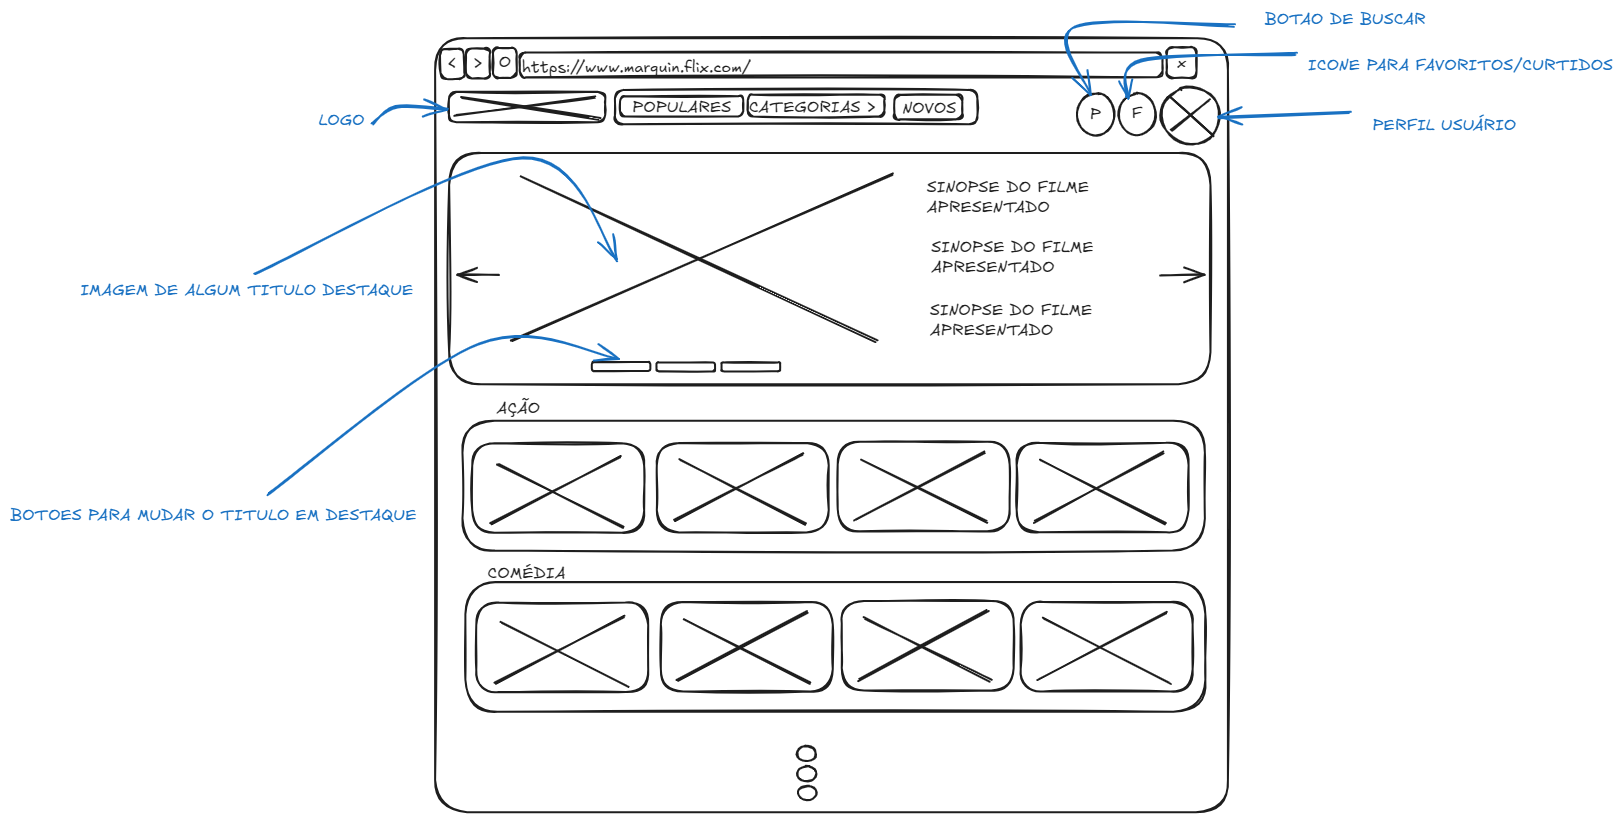 BOTAO DE BUSCAR
ICONE PARA FAVORITOS/CURTIDOS
< > O https://www.marquin.flix.com/ x
LOGO
POPULARES CATEGORIAS > NOVOS
P F
PERFIL USUÁRIO
SINOPSE DO FILME
APRESENTADO
SINOPSE DO FILME
APRESENTADO
IMAGEM DE ALGUM TITULO DESTAQUE
SINOPSE DO FILME
APRESENTADO
AÇÃO
BOTOES PARA MUDAR O TITULO EM DESTAQUE
COMÉDIA